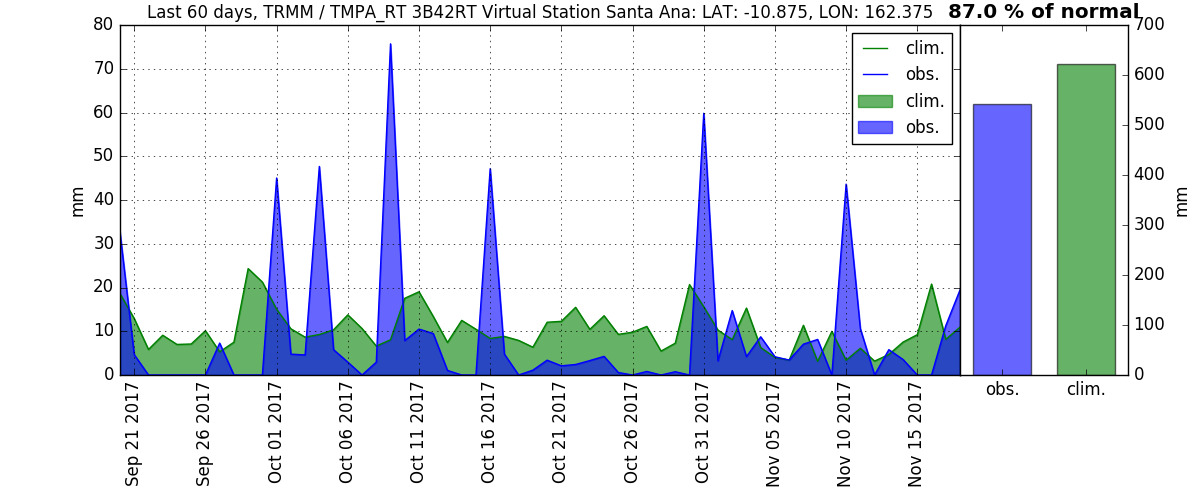 Last 60 days, TRMM / TMPA_RT 3B42RT Virtual Station Santa Ana: LAT: -10.875, LON: 162.375
87.0 % of normal
80
70
60
50
40
30
20
10
0
mm
clim.
obs.
clim.
obs.
Sep 21 2017
Sep 26 2017
Oct 01 2017
Oct 06 2017
Oct 11 2017
Oct 16 2017
Oct 21 2017
Oct 26 2017
Oct 31 2017
Nov 05 2017
Nov 10 2017
Nov 15 2017
700
600
500
400
300
200
100
0
mm
obs.
clim.